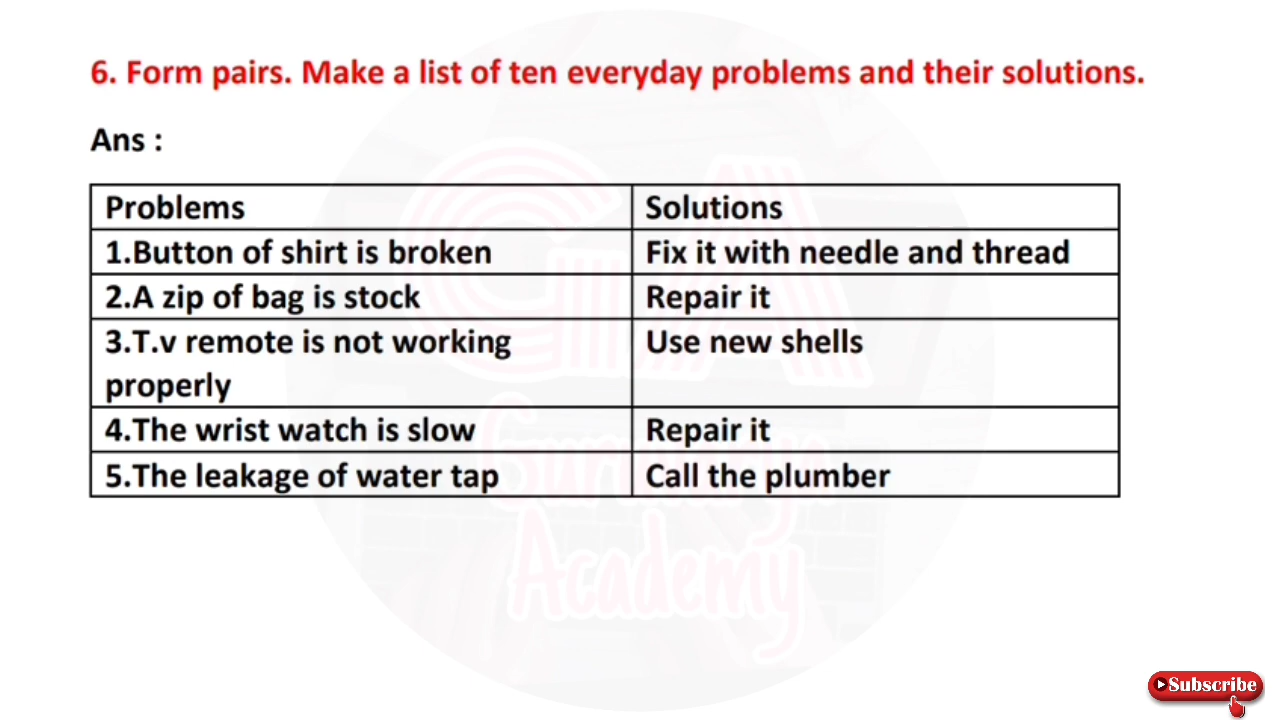 6. Form pairs. Make a list of ten everyday problems and their solutions.
Ans :
Problems Solutions
1.Button of shirt is broken Fix it with needle and thread
2.A zip of bag is stock Repair it
3.T.v remote is not working Use new shells
properly
4.The wrist watch is slow Repair it
5.The leakage of water tap Call the plumber
GA
Academy
Subscribe